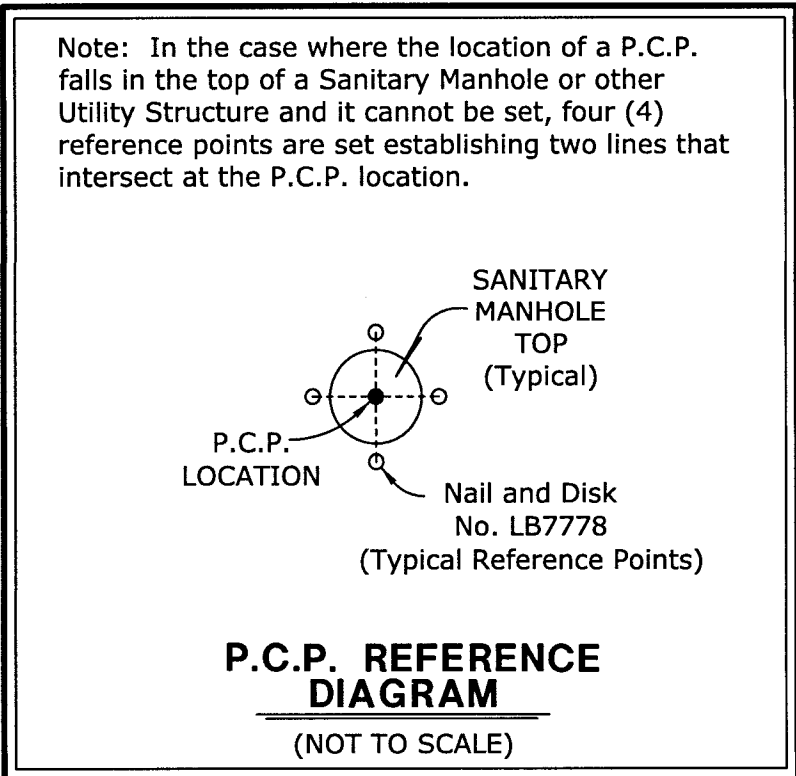 Note: In the case where the location of a P.C.P.
falls in the top of a Sanitary Manhole or other
Utility Structure and it cannot be set, four (4)
reference points are set establishing two lines that
intersect at the P.C.P. location.
SANITARY
MANHOLE
TOP
(Typical)
P.C.P.
LOCATION
Nail and Disk
No. LB7778
(Typical Reference Points)
P.C.P. REFERENCE
DIAGRAM
(NOT TO SCALE)